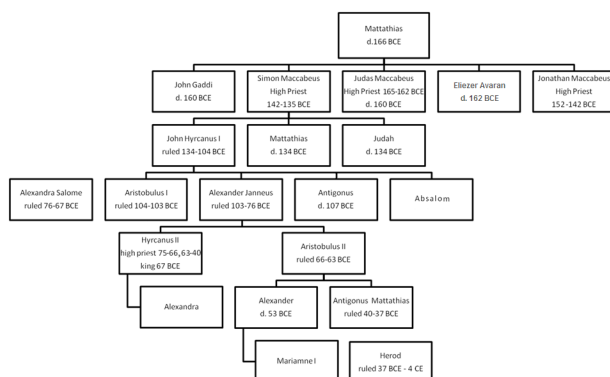 Mattathias
d.166 BCE
John Gaddi
d. 160 BCE
Simon Maccabeus
High Priest
142-135 BCE
Judas Maccabeus
High Priest 165-162 BCE
d. 160 BCE
Eliezer Avaran
d. 162 BCE
Jonathan Maccabeus
High Priest
152-142 BCE
John Hyrcanus I
ruled 134-104 BCE
Mattathias
d. 134 BCE
Judah
d. 134 BCE
Alexandra Salome
ruled 76-67 BCE
Aristobulus I
ruled 104-103 BCE
Alexander Janneus
ruled 103-76 BCE
Antigonus
d. 107 BCE
Absalom
Hyrcanus II
high priest 75-66, 63-40
king 67 BCE
Aristobulus II
ruled 66-63 BCE
Alexandra
Alexander
d. 53 BCE
Antigonus Mattathias
ruled 40-37 BCE
Mariamne I
Herod
ruled 37 BCE - 4 CE